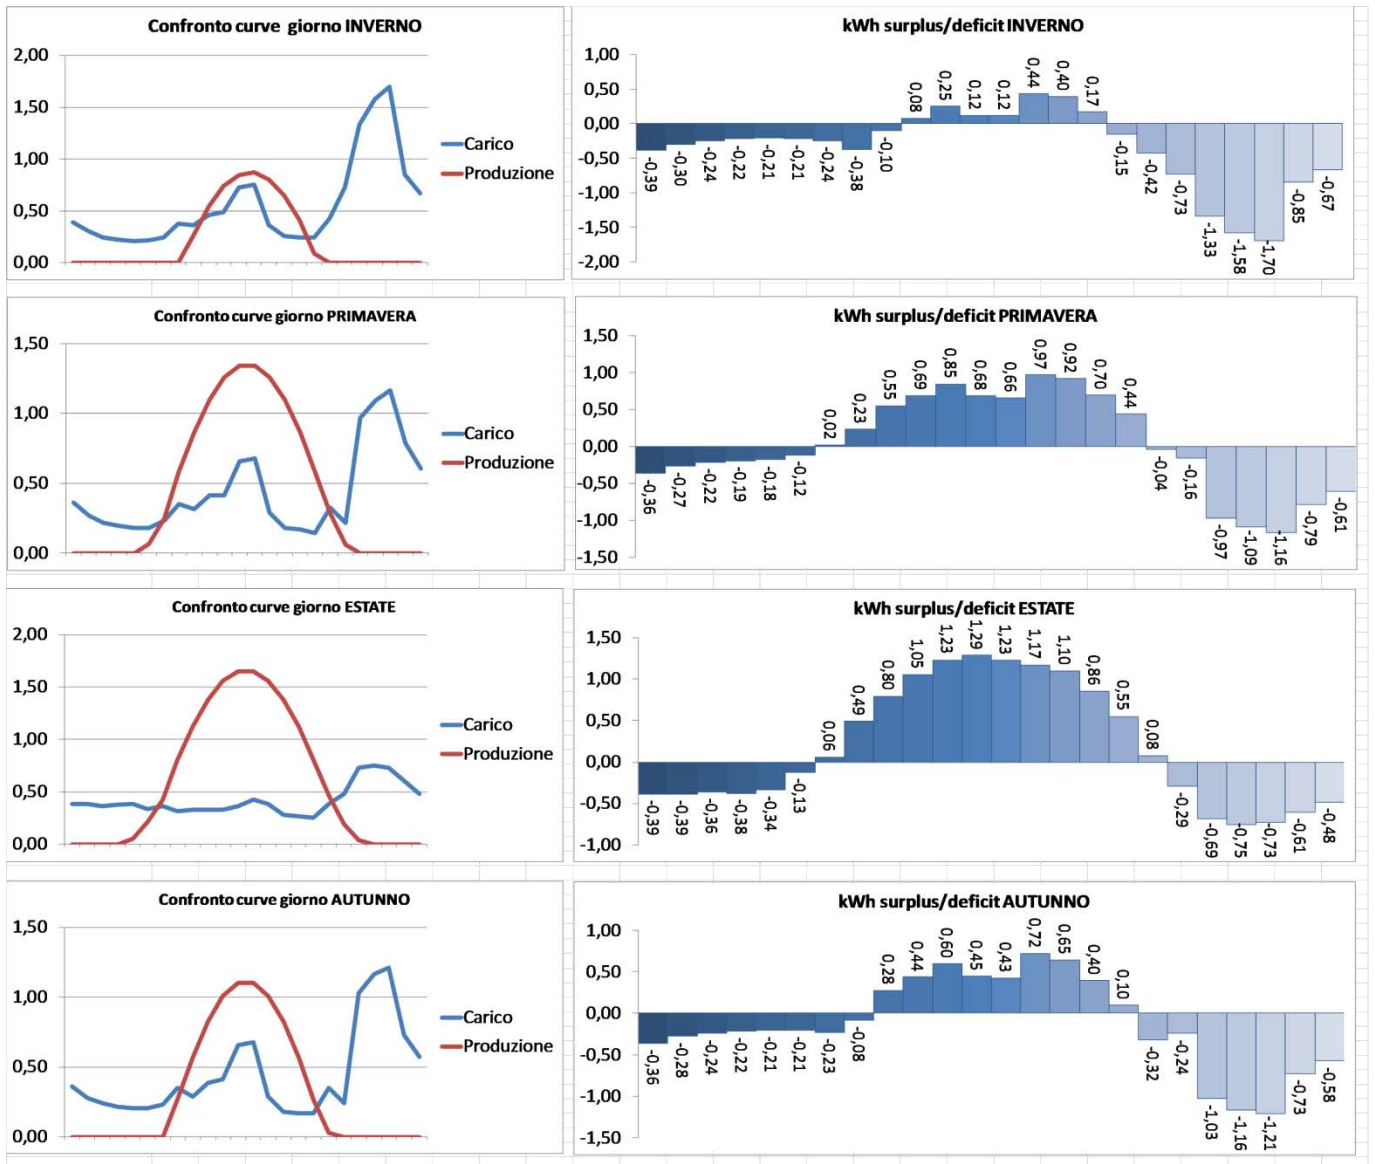 Confronto curve giorno INVERNO
2,00
1,50
1,00
0,50
0,00
Carico
Produzione
kWh surplus/deficit INVERNO
1,00
0,50
0,00
-0,50
-1,00
-1,50
-2,00
-0,39 -0,30 -0,24 -0,22 -0,21 -0,21 -0,24 -0,38 -0,10 0,08 0,25 0,12 0,12 0,44 0,40 0,17 -0,15 -0,42 -0,73 -1,33 -1,58 -1,70 -0,85 -0,67
Confronto curve giorno PRIMAVERA
1,50
1,00
0,50
0,00
Carico
Produzione
kWh surplus/deficit PRIMAVERA
1,50
1,00
0,50
0,00
-0,50
-1,00
-1,50
-0,36 -0,27 -0,22 -0,19 -0,18 -0,12 0,02 0,23 0,55 0,69 0,85 0,68 0,66 0,97 0,92 0,70 0,44 -0,04 -0,16 -0,97 -1,09 -1,16 -0,79 -0,61
Confronto curve giorno ESTATE
2,00
1,50
1,00
0,50
0,00
Carico
Produzione
kWh surplus/deficit ESTATE
1,50
1,00
0,50
0,00
-0,50
-1,00
-0,39 -0,39 -0,36 -0,38 -0,34 -0,13 0,06 0,49 0,80 1,05 1,23 1,29 1,23 1,17 1,10 0,86 0,55 0,08 -0,29 -0,69 -0,75 -0,73 -0,61 -0,48
Confronto curve giorno AUTUNNO
1,50
1,00
0,50
0,00
Carico
Produzione
kWh surplus/deficit AUTUNNO
1,00
0,50
0,00
-0,50
-1,00
-1,50
-0,36 -0,28 -0,24 -0,22 -0,21 -0,21 -0,23 -0,08 0,28 0,44 0,60 0,45 0,43 0,72 0,65 0,40 0,10 -0,32 -0,24 -1,03 -1,16 -1,21 -0,73 -0,58